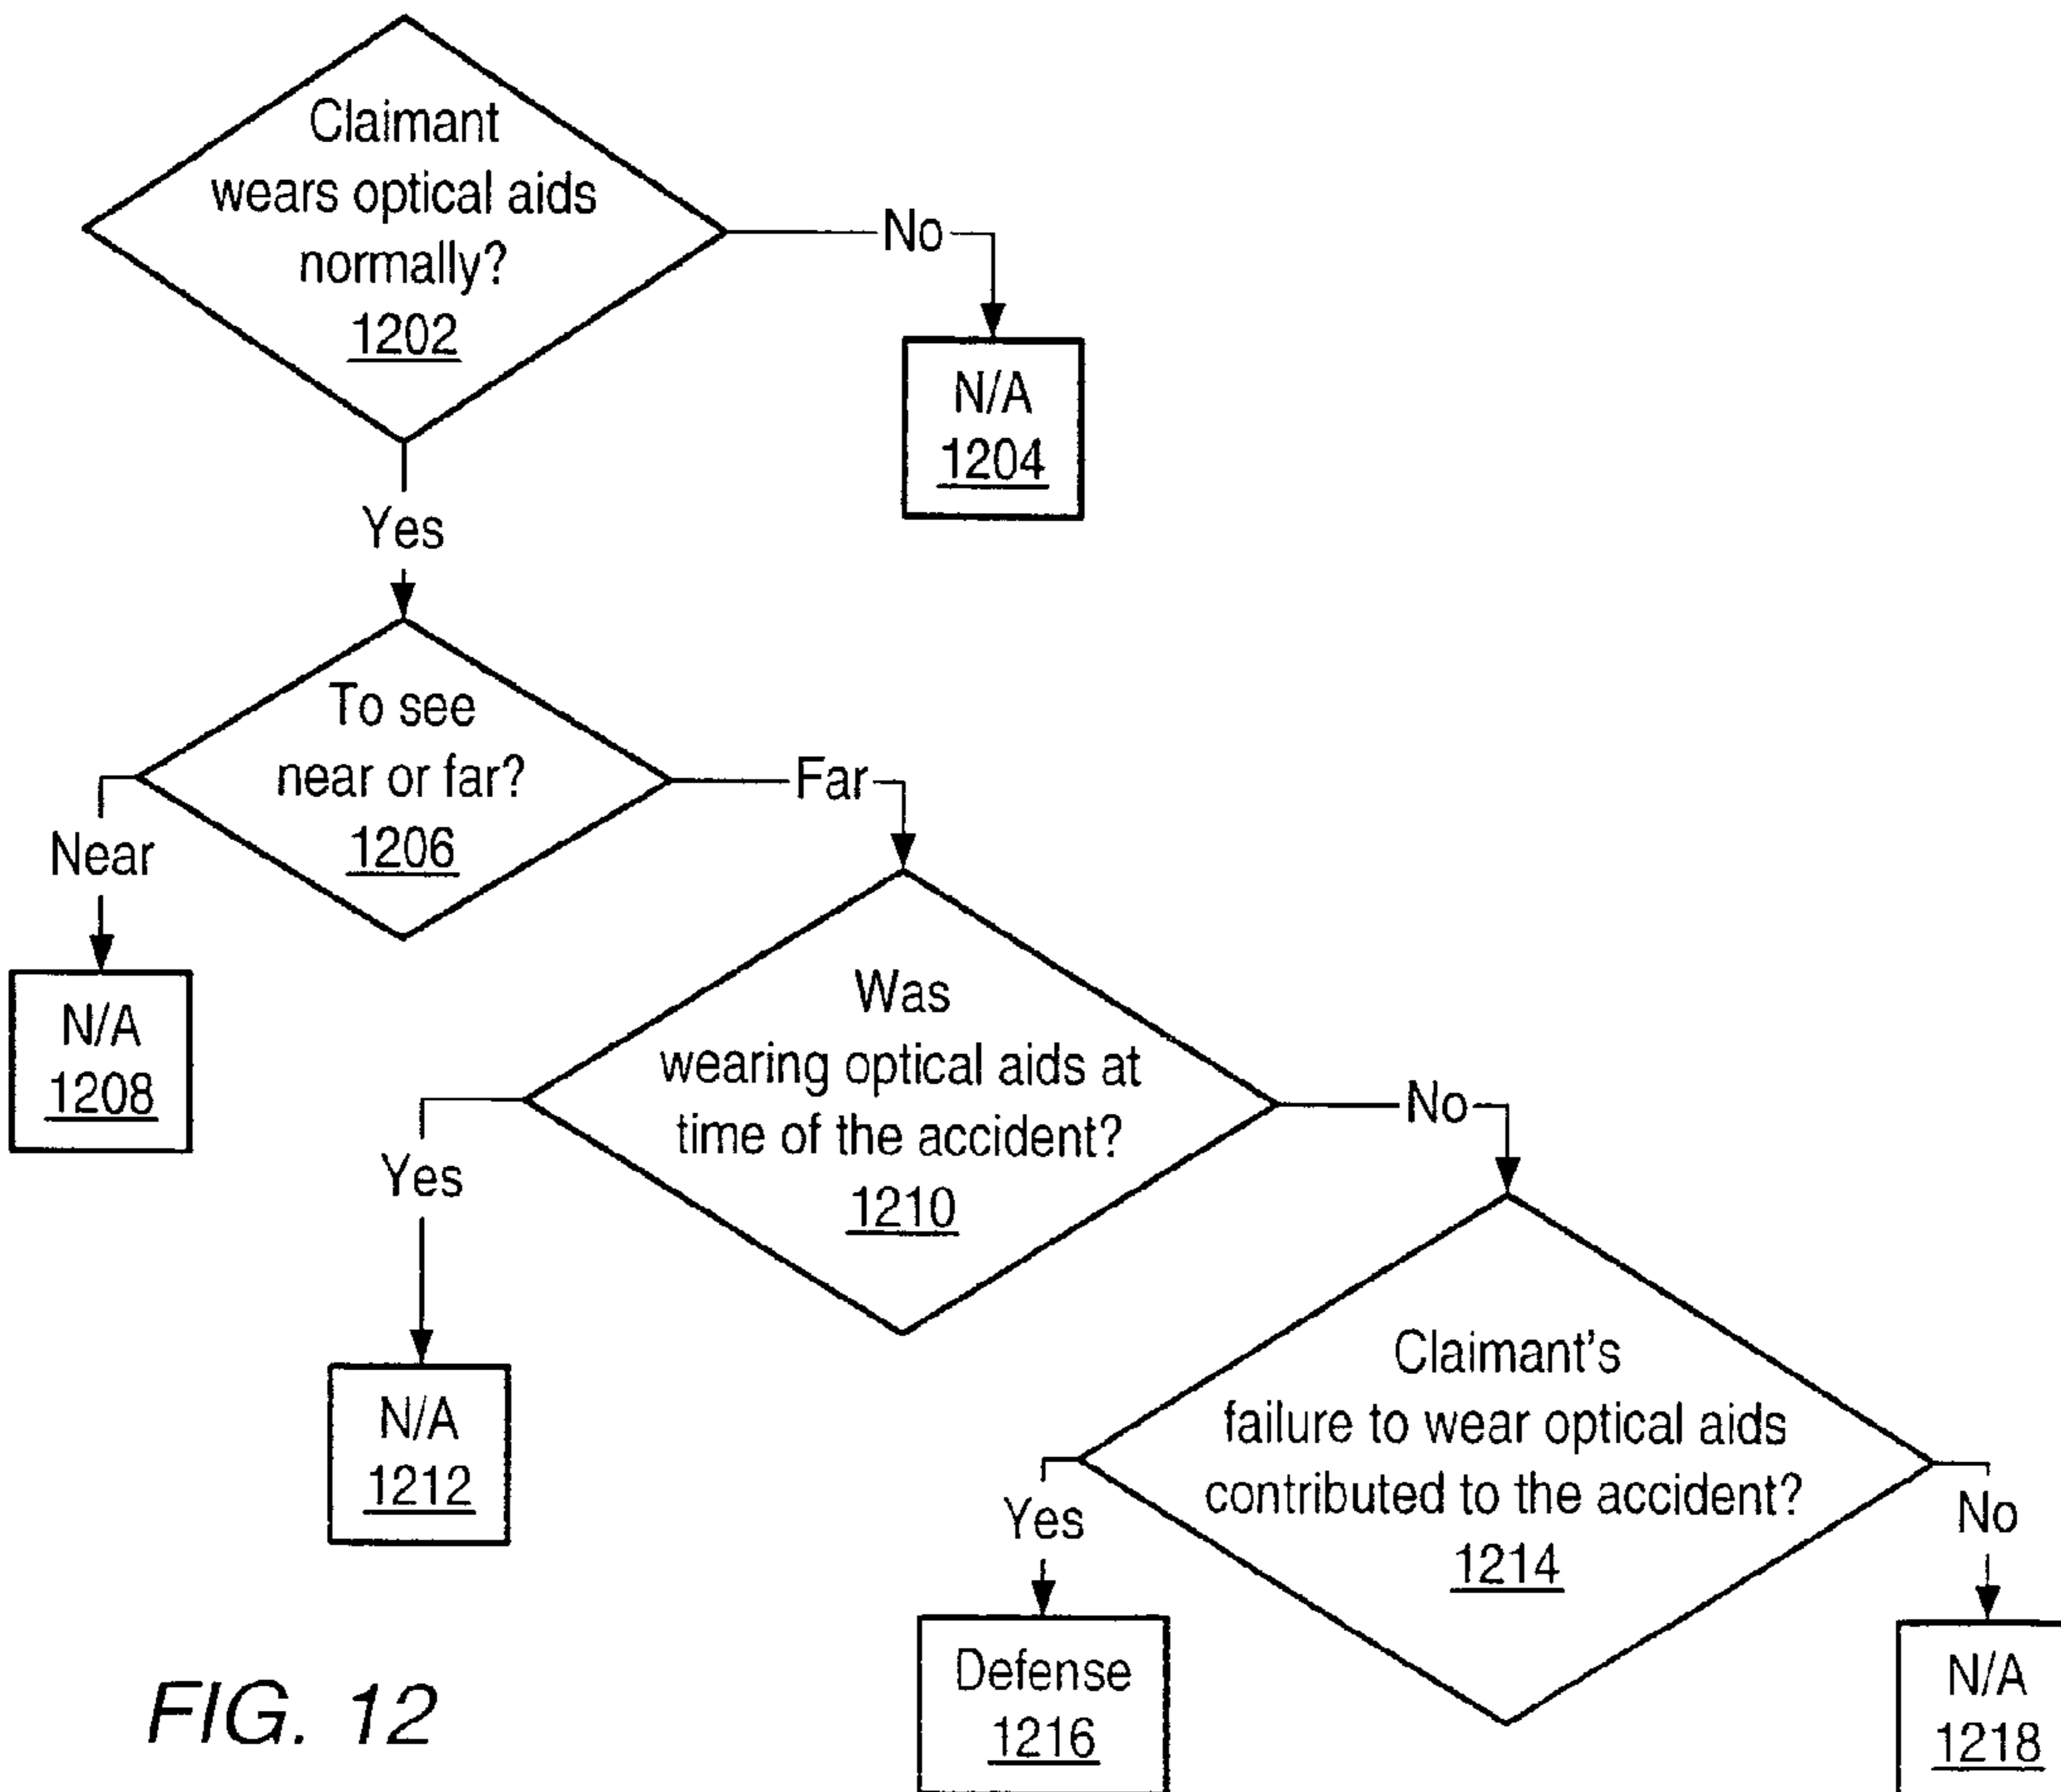 Claimant
wears optical aids
normally?
1202
No
N/A
1204
Yes
To see
near or far?
1206
Near
Far
N/A
1208
Was
wearing optical aids at
time of the accident?
1210
Yes
No
N/A
1212
Claimant's
failure to wear optical aids
contributed to the accident?
1214
Yes
No
Defense
1216
N/A
1218
FIG. 12